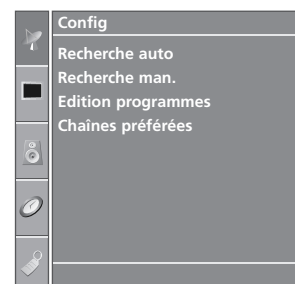 Config
Recherche auto
Recherche man.
Edition programmes
Chaînes préférées